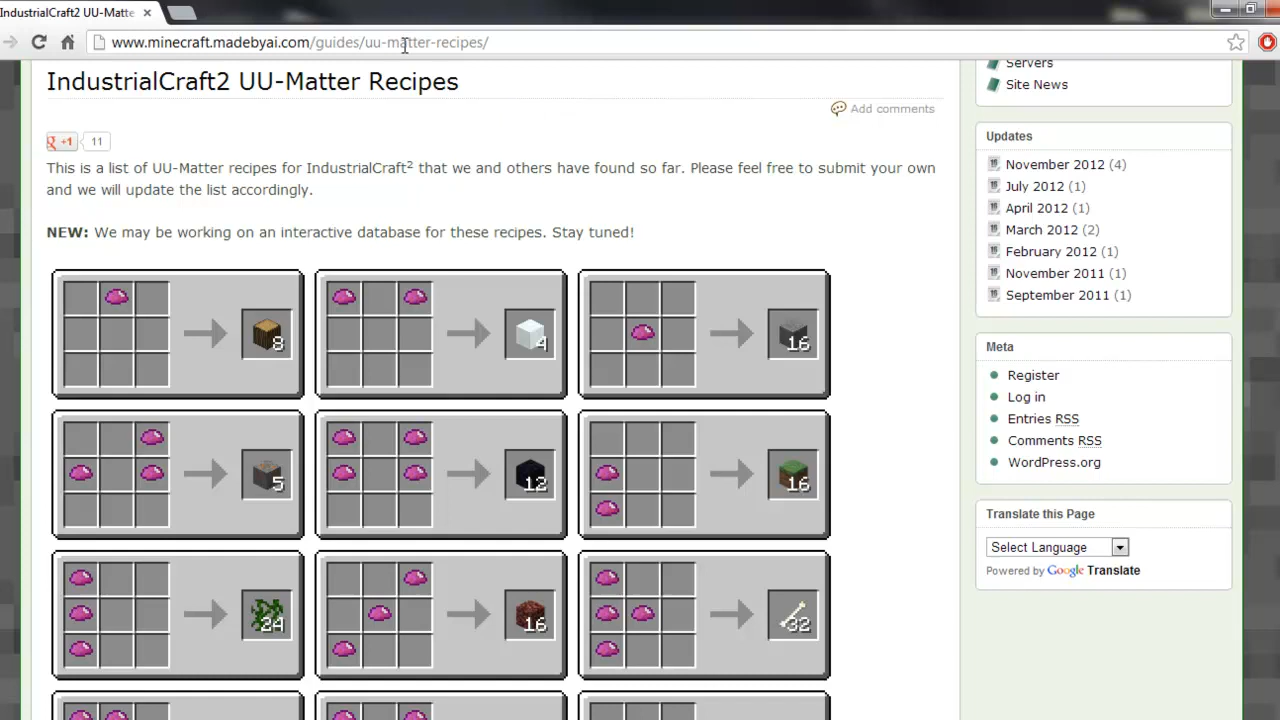 IndustrialCraft2 UU-Matte
www.minecraft.madebyai.com/guides/uu-matter-recipes/
IndustrialCraft2 UU-Matter Recipes
Add comments
g +1 11
This is a list of UU-Matter recipes for IndustrialCraft² that we and others have found so far. Please feel free to submit your own
and we will update the list accordingly.
NEW: We may be working on an interactive database for these recipes. Stay tuned!
8
4
16
5
12
16
24
16
32
Servers
Site News
Updates
November 2012 (4)
July 2012 (1)
April 2012 (1)
March 2012 (2)
February 2012 (1)
November 2011 (1)
September 2011 (1)
Meta
Register
Log in
Entries RSS
Comments RSS
WordPress.org
Translate this Page
Select Language
Powered by Google Translate